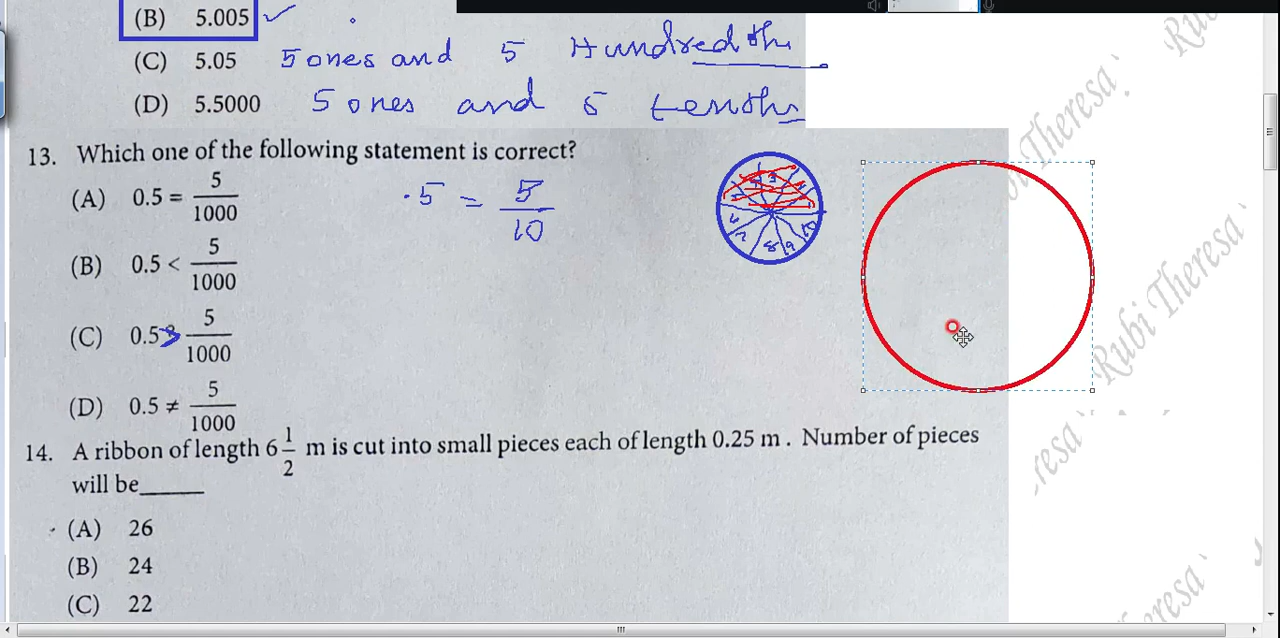 (B) 5.005 ✓
(C) 5.05 5 ones and 5 Hundredths
(D) 5.5000 5 ones and 5 tenths
13. Which one of the following statement is correct?
(A) 0.5 = 5/1000 .5 = 5/10
(B) 0.5 < 5/1000
(C) 0.5 > 5/1000
(D) 0.5 ≠ 5/1000
14. A ribbon of length 6 1/2 m is cut into small pieces each of length 0.25 m . Number of pieces
will be______
(A) 26
(B) 24
(C) 22
Rubi Theresa
Rubi Theresa